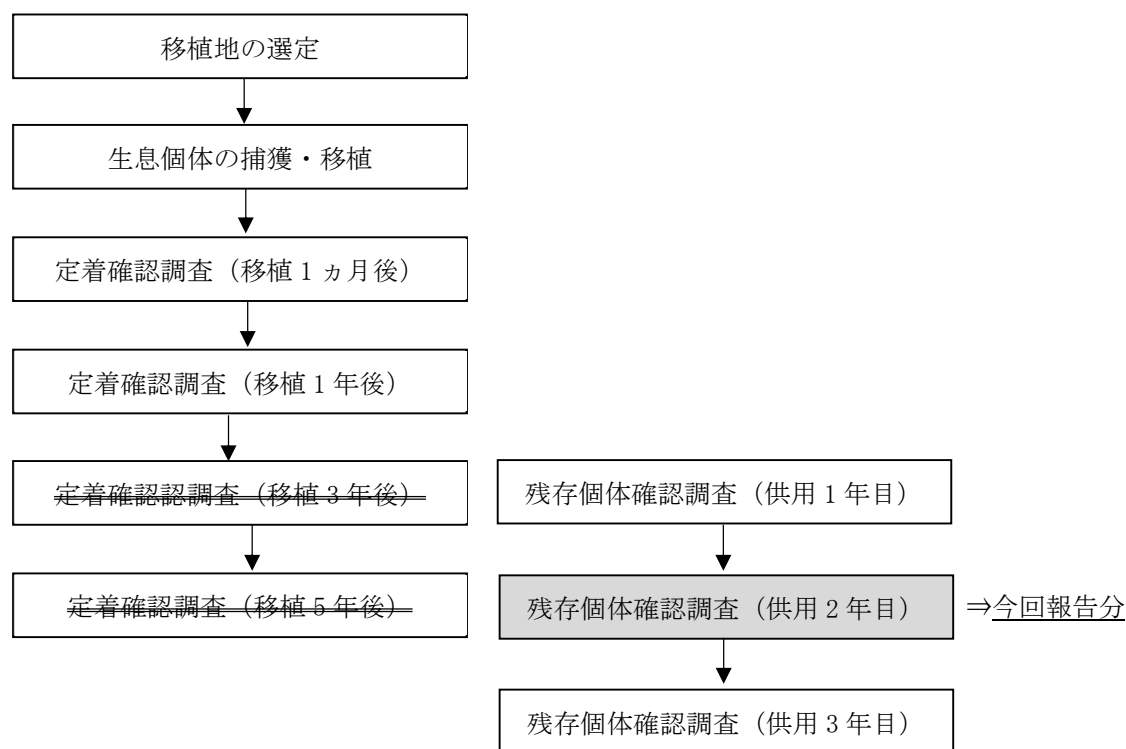 移植地の選定
生息個体の捕獲・移植
定着確認調査（移植１ヵ月後）
定着確認調査（移植１年後）
定着確認認調査（移植３年後）
定着確認調査（移植５年後）
残存個体確認調査（供用１年目）
残存個体確認調査（供用２年目）
⇒今回報告分
残存個体確認調査（供用３年目）